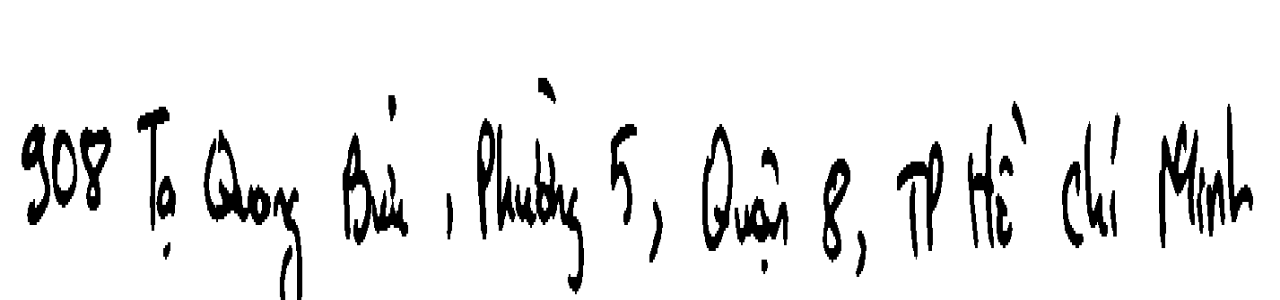 908 Tạ Quang Bửu, Phường 5, Quận 8, TP Hồ Chí Minh